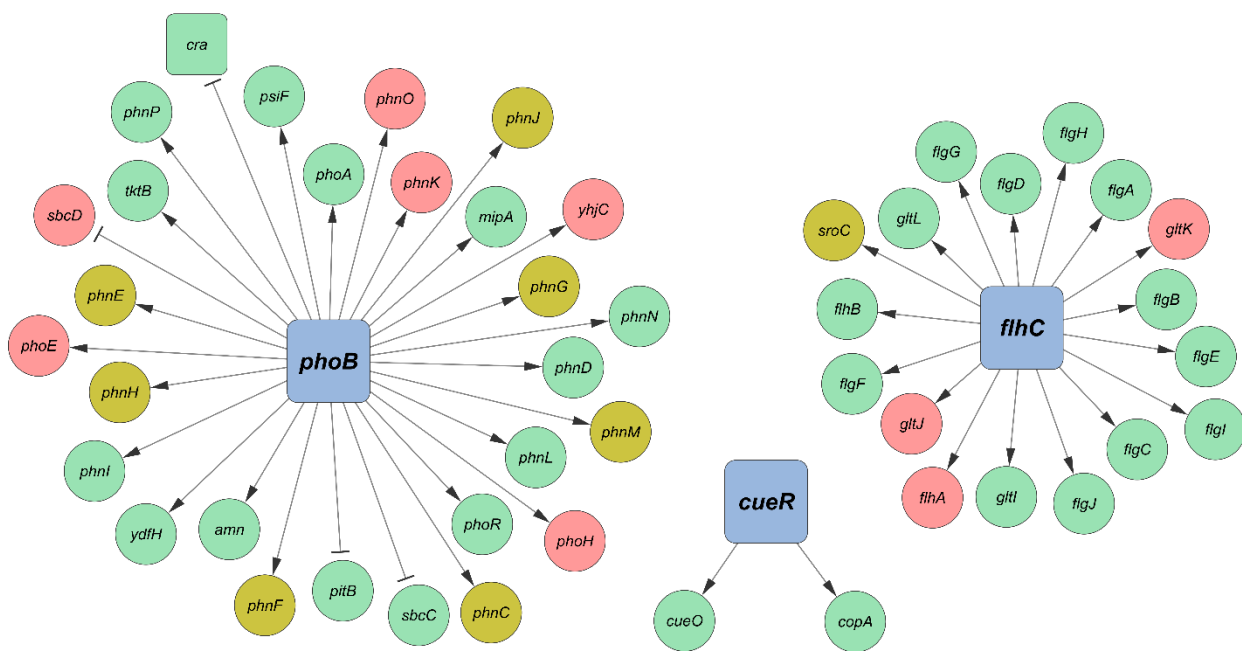 cra
psiF
phnO
phnJ
phnP
phoA
phnK
tktB
mipA
yhjC
sbcD
phnE
phnG
phnN
phoE
phoB
phnD
phnH
phnM
phnI
phnL
ydfH
amn
phoR
phoH
phnF
pitB
sbcC
phnC
cueR
cueO
copA
flgH
flgG
flgD
flgA
gltL
gltK
sroC
flgB
flhB
flhC
flgE
flgF
gltJ
flgI
flgC
flhA
gltI
flgJ